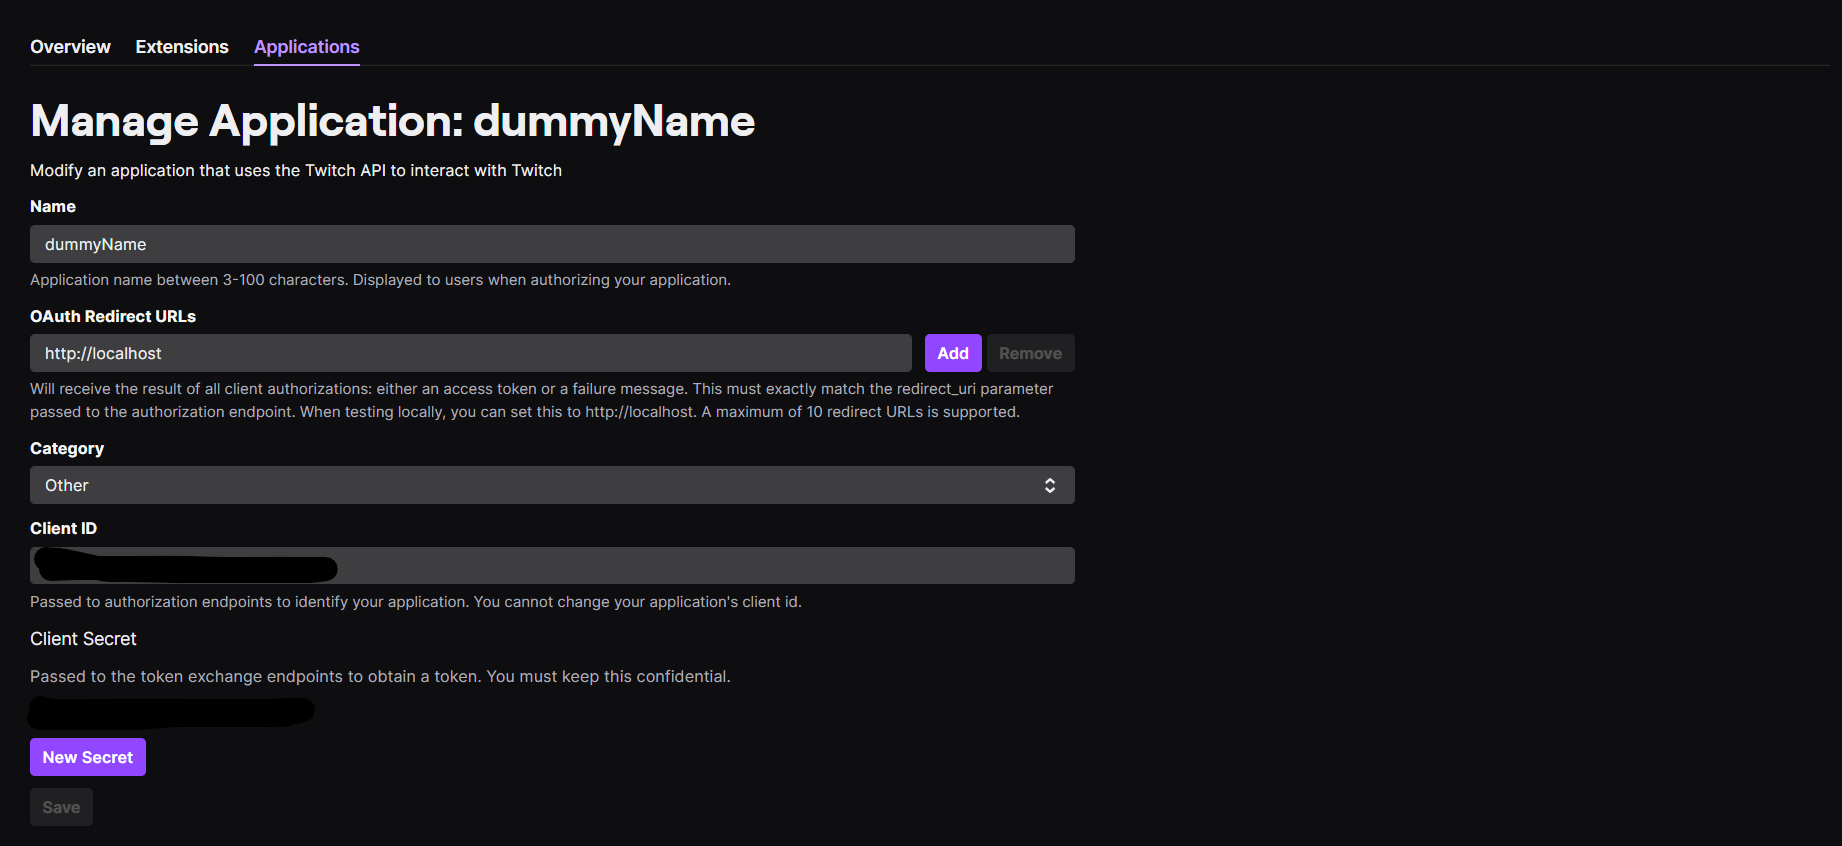 Overview Extensions Applications
Manage Application: dummyName
Modify an application that uses the Twitch API to interact with Twitch
Name
dummyName
Application name between 3-100 characters. Displayed to users when authorizing your application.
OAuth Redirect URLs
http://localhost Add Remove
Will receive the result of all client authorizations: either an access token or a failure message. This must exactly match the redirect_uri parameter
passed to the authorization endpoint. When testing locally, you can set this to http://localhost. A maximum of 10 redirect URLs is supported.
Category
Other
Client ID
Passed to authorization endpoints to identify your application. You cannot change your application's client id.
Client Secret
Passed to the token exchange endpoints to obtain a token. You must keep this confidential.
New Secret
Save